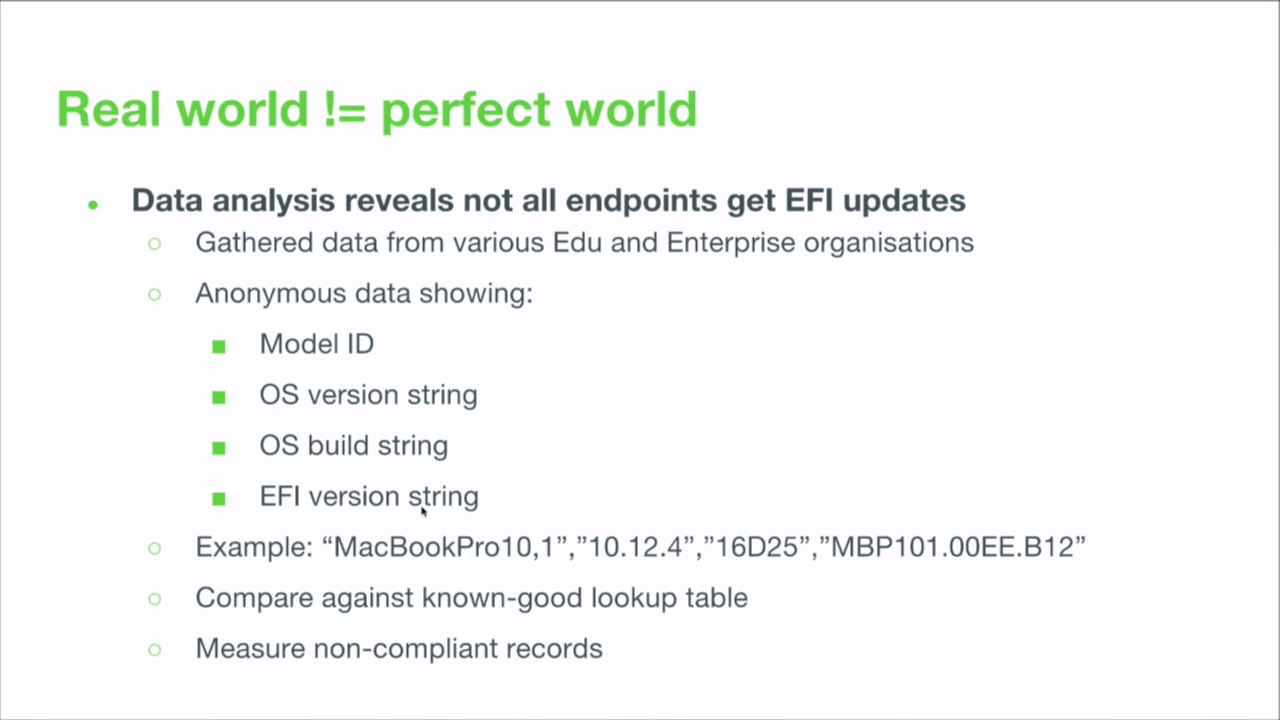 Real world != perfect world
Data analysis reveals not all endpoints get EFI updates
Gathered data from various Edu and Enterprise organisations
Anonymous data showing:
Model ID
OS version string
OS build string
EFI version string
Example: “MacBookPro10,1”,”10.12.4”,”16D25”,”MBP101.00EE.B12”
Compare against known-good lookup table
Measure non-compliant records